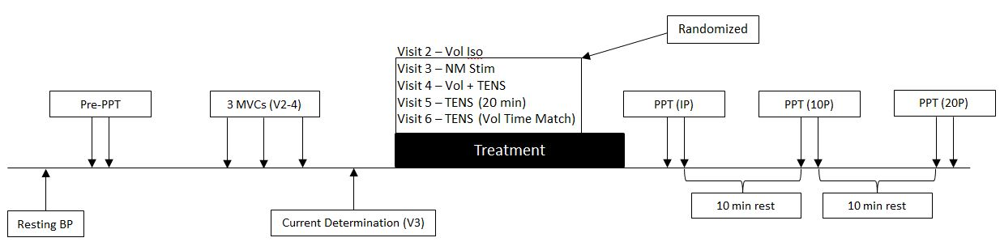 Randomized
Visit 2 – Vol Iso
Visit 3 – NM Stim
Visit 4 – Vol + TENS
Visit 5 – TENS (20 min)
Visit 6 – TENS (Vol Time Match)
Pre-PPT
3 MVCs (V2-4)
PPT (IP)
PPT (10P)
PPT (20P)
Treatment
10 min rest
10 min rest
Resting BP
Current Determination (V3)